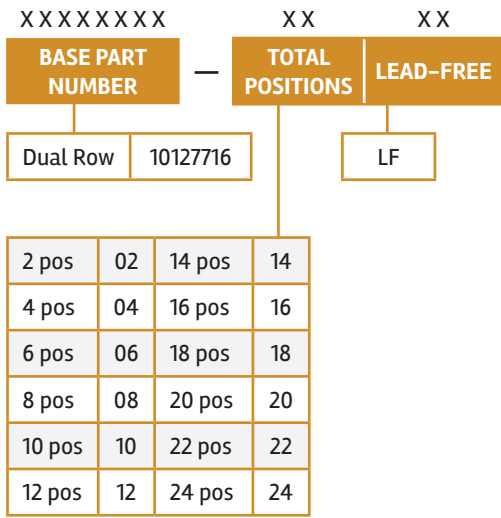 XXXXXXXX XX XX
BASE PART NUMBER — TOTAL POSITIONS LEAD-FREE
Dual Row 10127716 LF
2 pos 02 14 pos 14
4 pos 04 16 pos 16
6 pos 06 18 pos 18
8 pos 08 20 pos 20
10 pos 10 22 pos 22
12 pos 12 24 pos 24